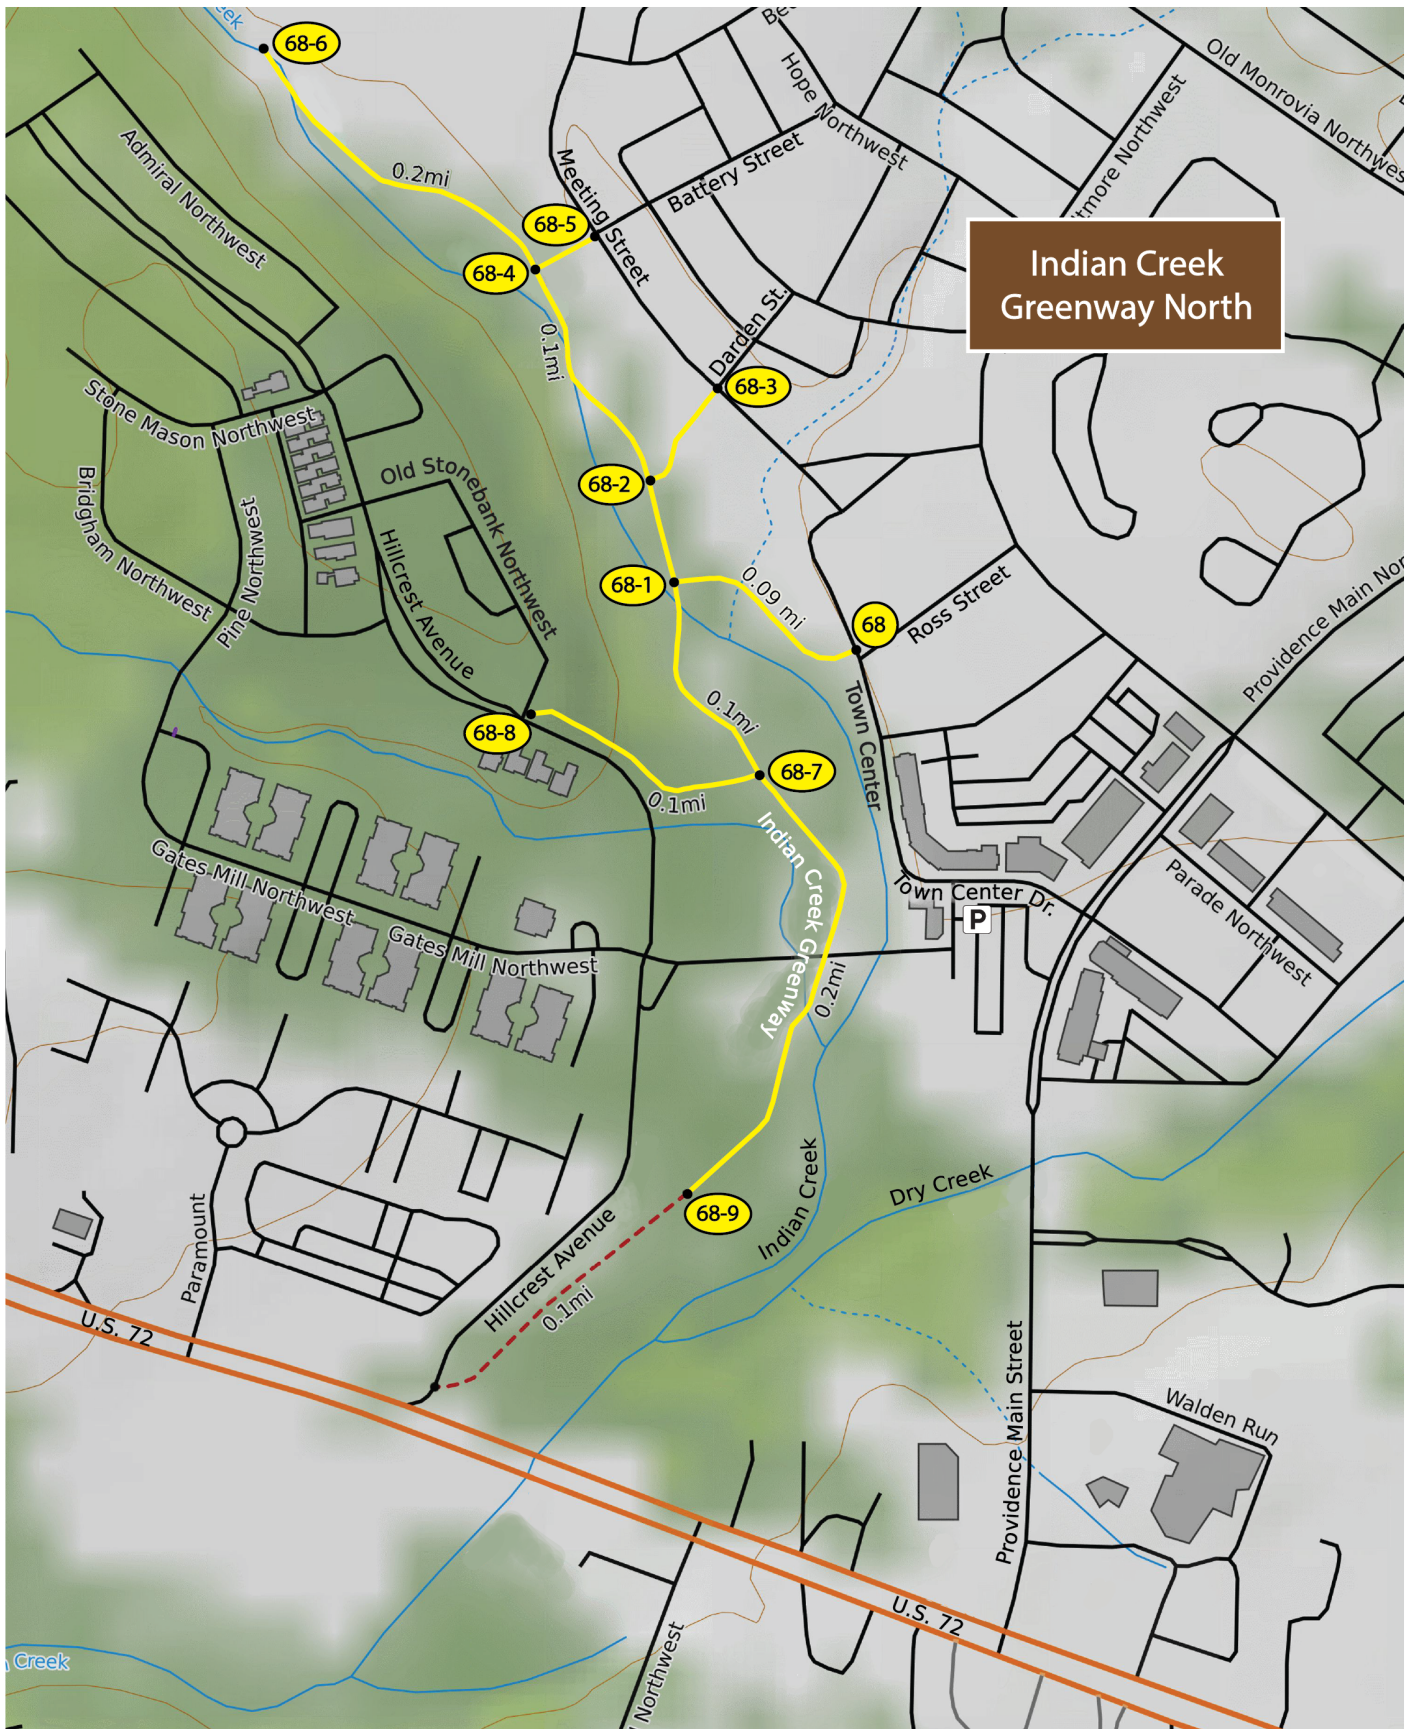 eek
68-6
Admiral Northwest
0.2mi
Meeting Street
Battery Street
Hope Northwest
Old Monrovia Northwest
ltmore Northwest
Indian Creek
Greenway North
68-5
68-4
0.1mi
Darden St.
68-3
Stone Mason Northwest
Old Stonebank Northwest
Bridgham Northwest
Pine Northwest
Hillcrest Avenue
68-2
68-1
0.09 mi
68
Ross Street
Providence Main Nor
68-8
0.1mi
Town Center
68-7
0.1mi
Indian Creek Greenway
Gates Mill Northwest
Gates Mill Northwest
Town Center Dr.
P
Parade Northwest
0.2mi
Paramount
Hillcrest Avenue
68-9
0.1mi
Indian Creek
Dry Creek
U.S. 72
Providence Main Street
Walden Run
U.S. 72
Creek
Northwest